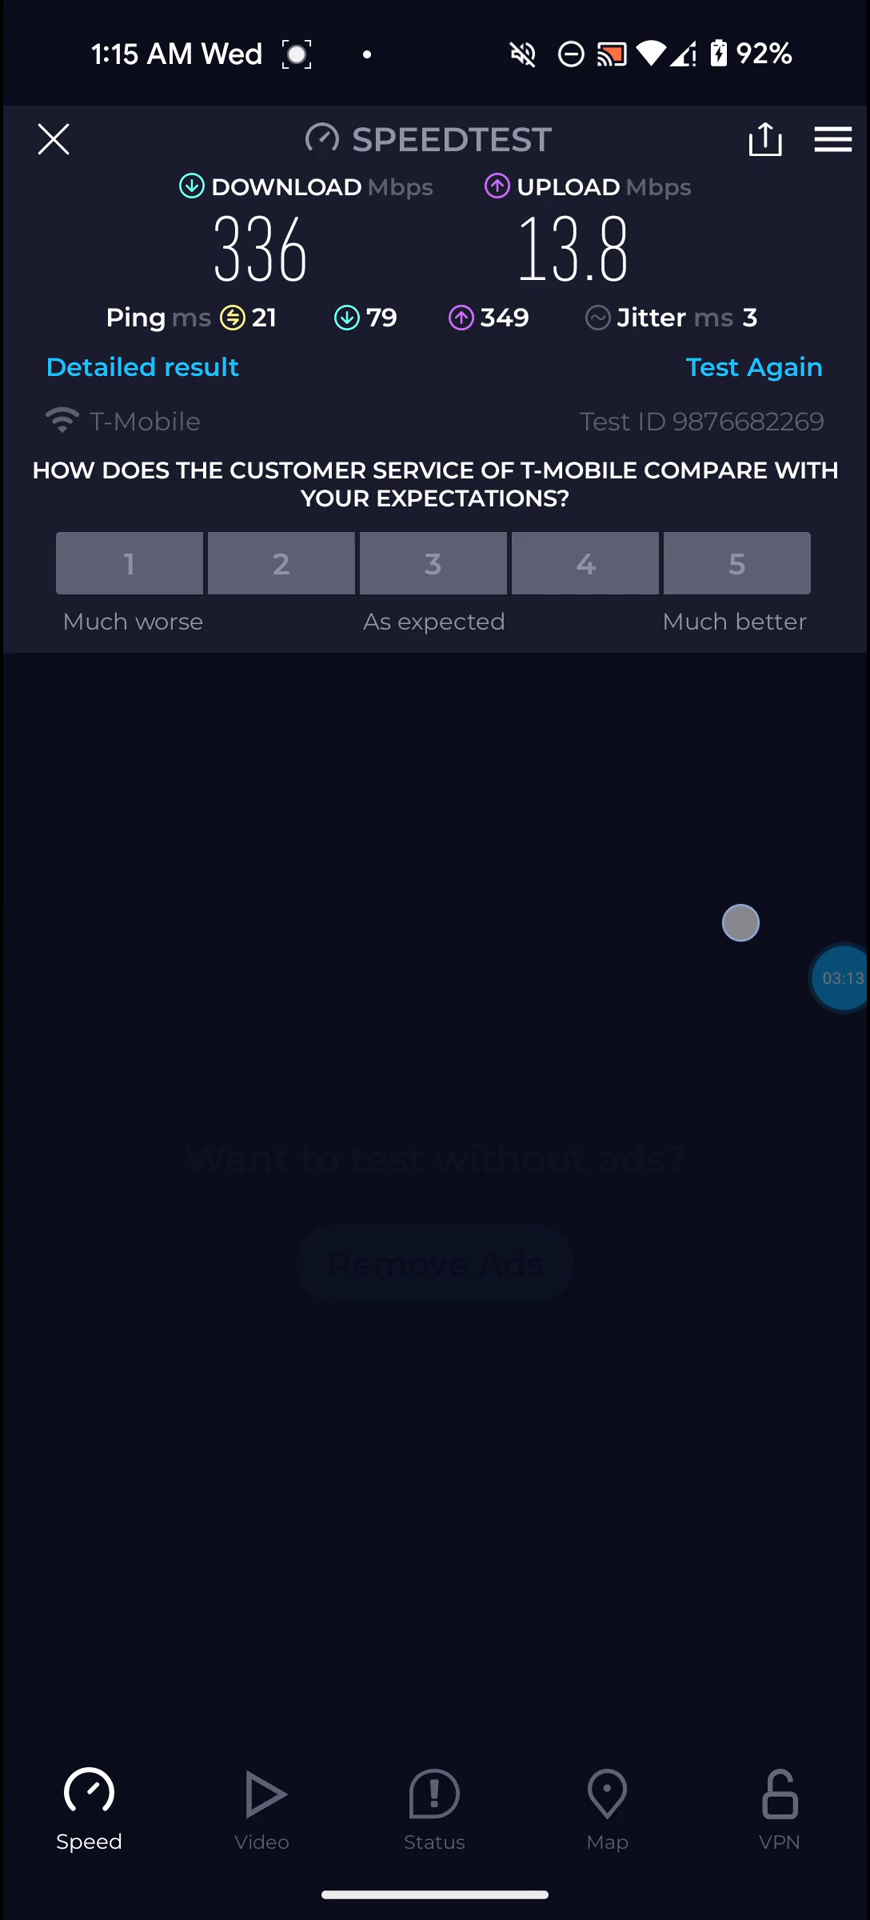 1:15 AM Wed 92%
SPEEDTEST
DOWNLOAD Mbps UPLOAD Mbps
336 13.8
Ping ms 21 79 349 Jitter ms 3
Detailed result Test Again
T-Mobile Test ID 9876682269
HOW DOES THE CUSTOMER SERVICE OF T-MOBILE COMPARE WITH
YOUR EXPECTATIONS?
1 2 3 4 5
Much worse As expected Much better
03:13
Want to test without ads?
Remove Ads
Speed Video Status Map VPN